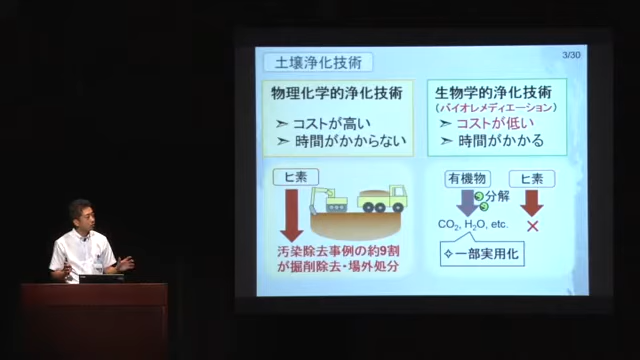 3/30
土壌浄化技術
物理化学的浄化技術
➢ コストが高い
➢ 時間がかからない
生物学的浄化技術
(バイオレメディエーション)
➢ コストが低い
➢ 時間がかかる
ヒ素
汚染除去事例の約9割
が掘削除去・場外処分
有機物
分解
CO₂, H₂O, etc.
✧一部実用化
ヒ素
×